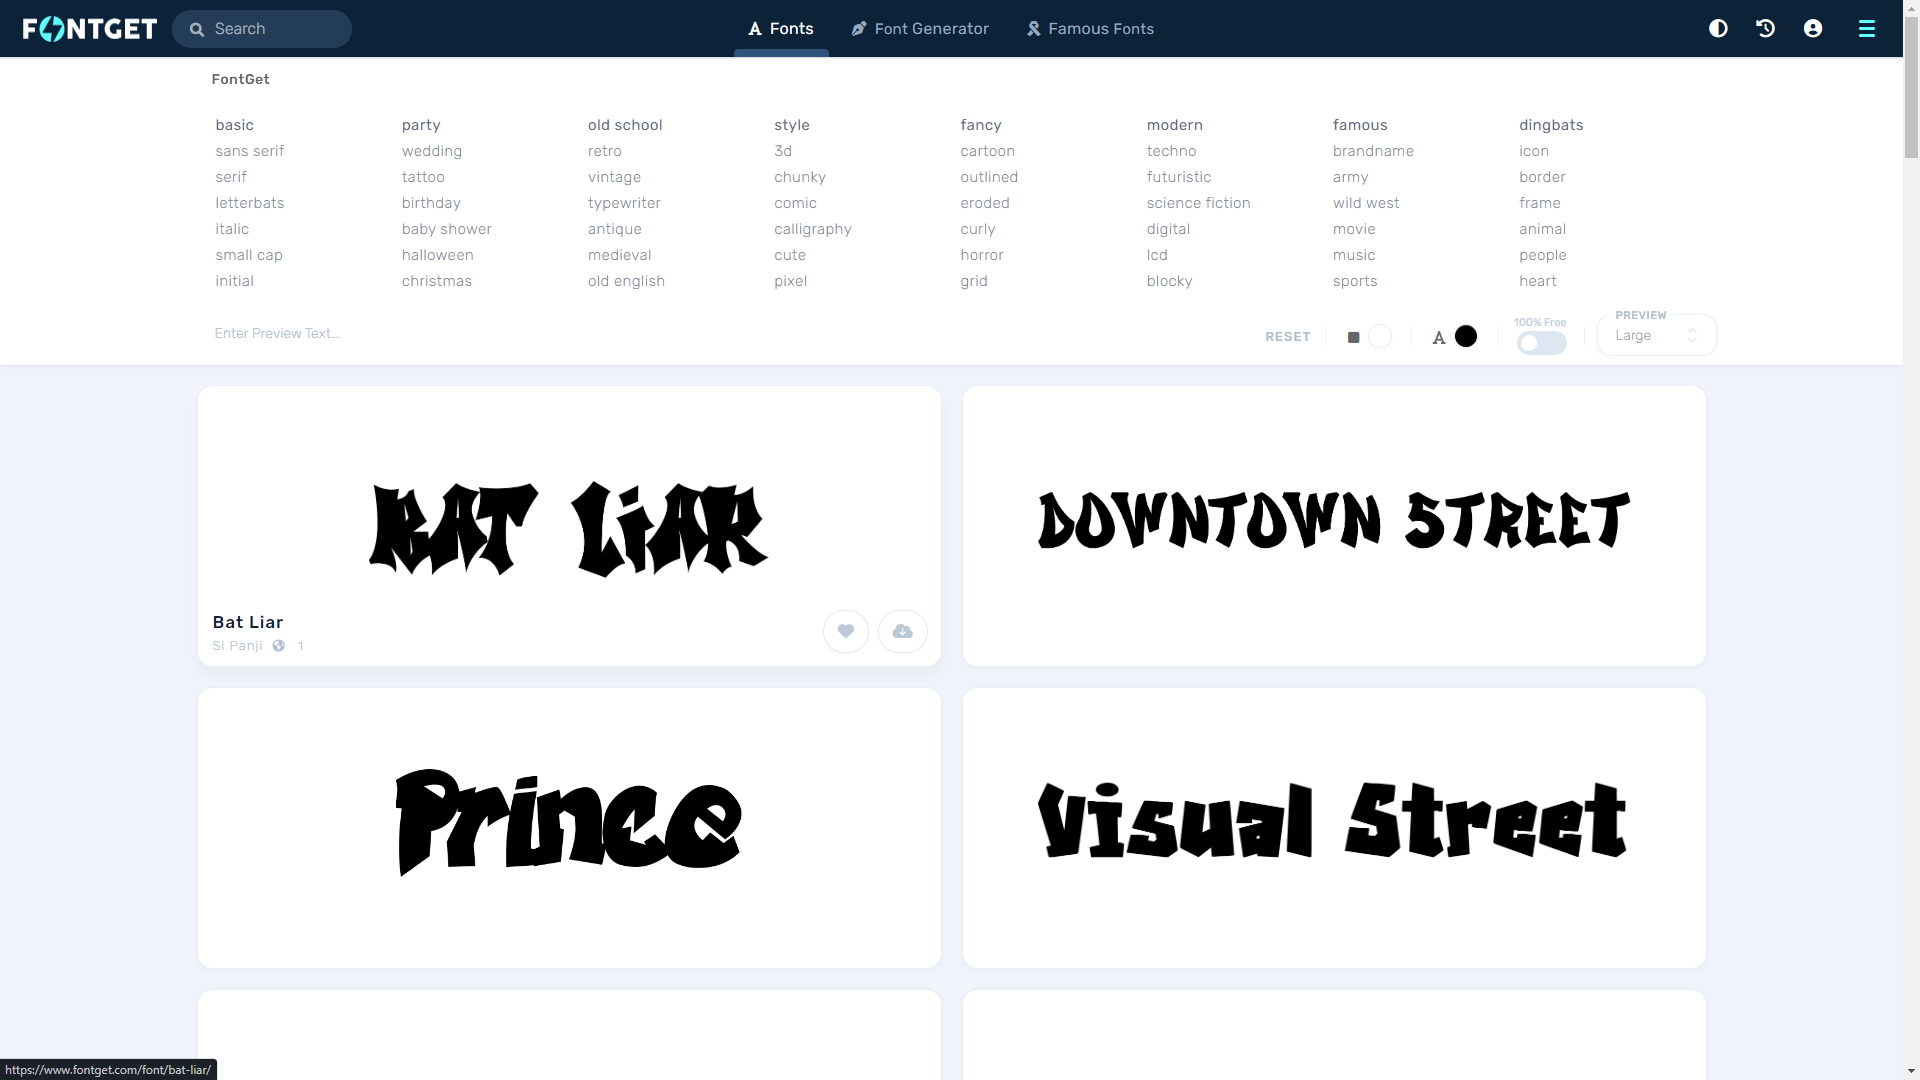 FONTGET
Search
Fonts
Font Generator
Famous Fonts
FontGet
basic
sans serif
serif
letterbats
italic
small cap
initial
party
wedding
tattoo
birthday
baby shower
halloween
christmas
old school
retro
vintage
typewriter
antique
medieval
old english
style
3d
chunky
comic
calligraphy
cute
pixel
fancy
cartoon
outlined
eroded
curly
horror
grid
modern
techno
futuristic
science fiction
digital
lcd
blocky
famous
brandname
army
wild west
movie
music
sports
dingbats
icon
border
frame
animal
people
heart
Enter Preview Text...
RESET
A
100% Free
PREVIEW
Large
BAT LiAR
Bat Liar
Si Panji 1
DOWNTOWN STREET
Prince
Visual Street
https://www.fontget.com/font/bat-liar/